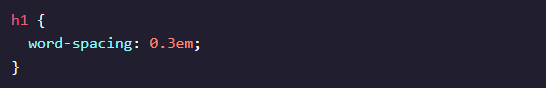 h1 {
  word-spacing: 0.3em;
}